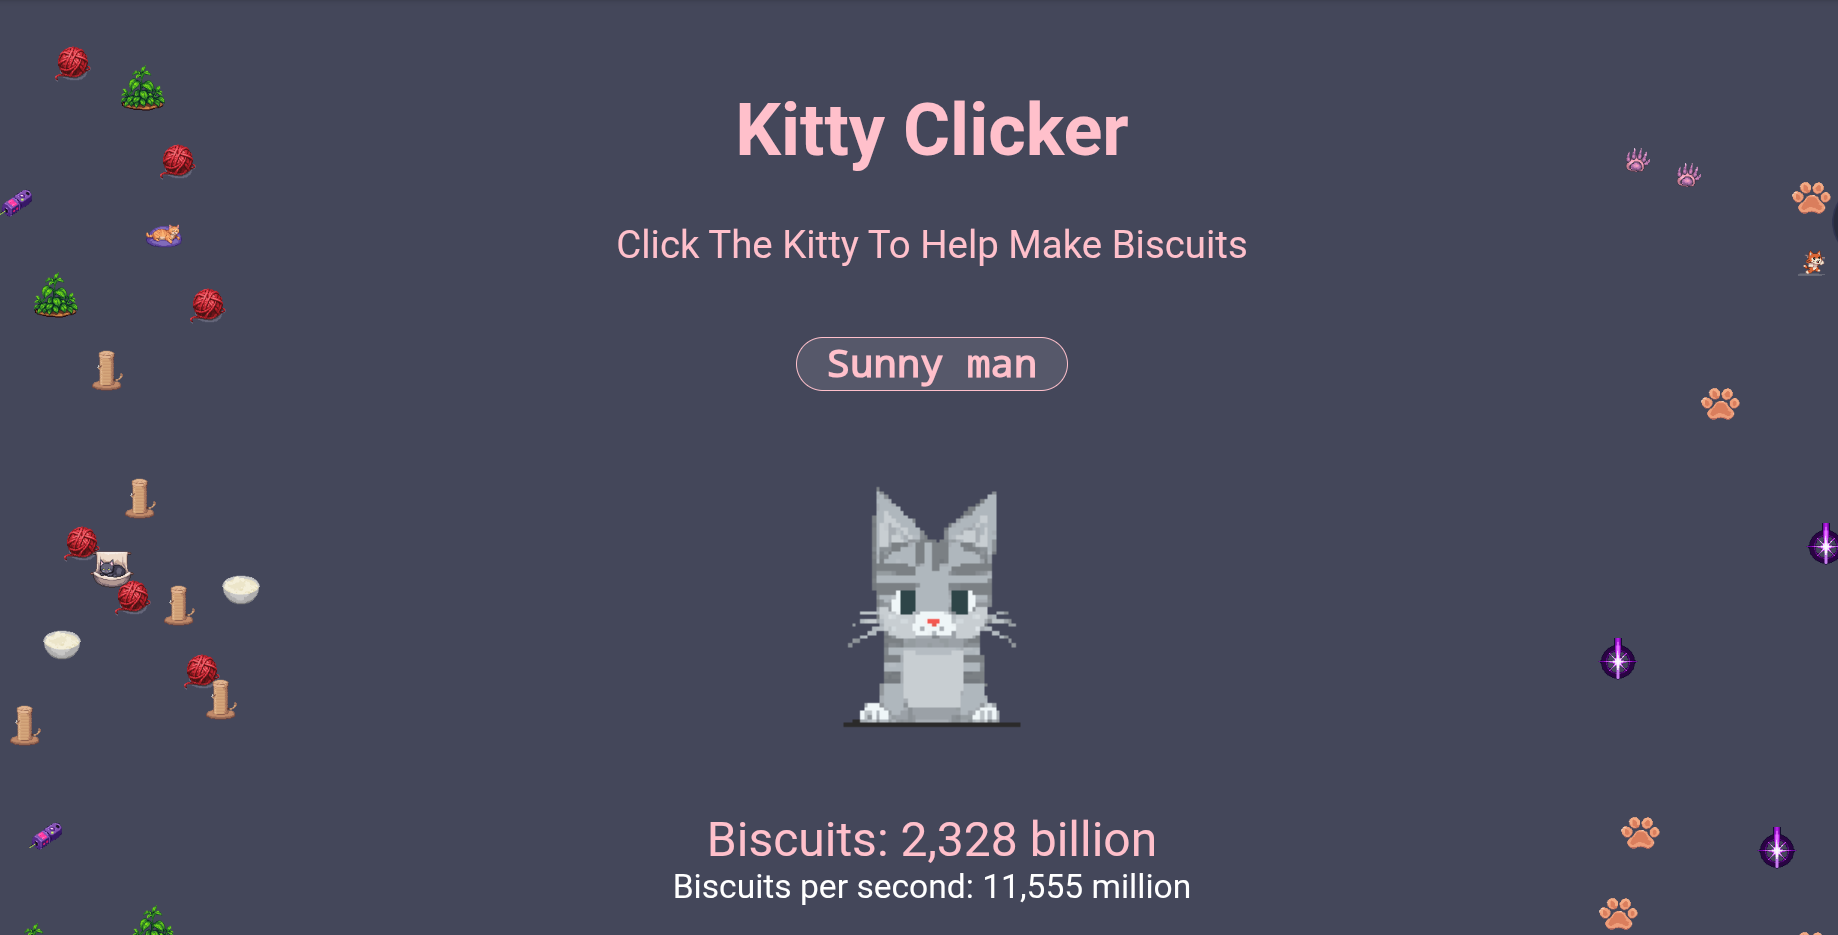 Kitty Clicker
Click The Kitty To Help Make Biscuits
Sunny man
Biscuits: 2,328 billion
Biscuits per second: 11,555 million